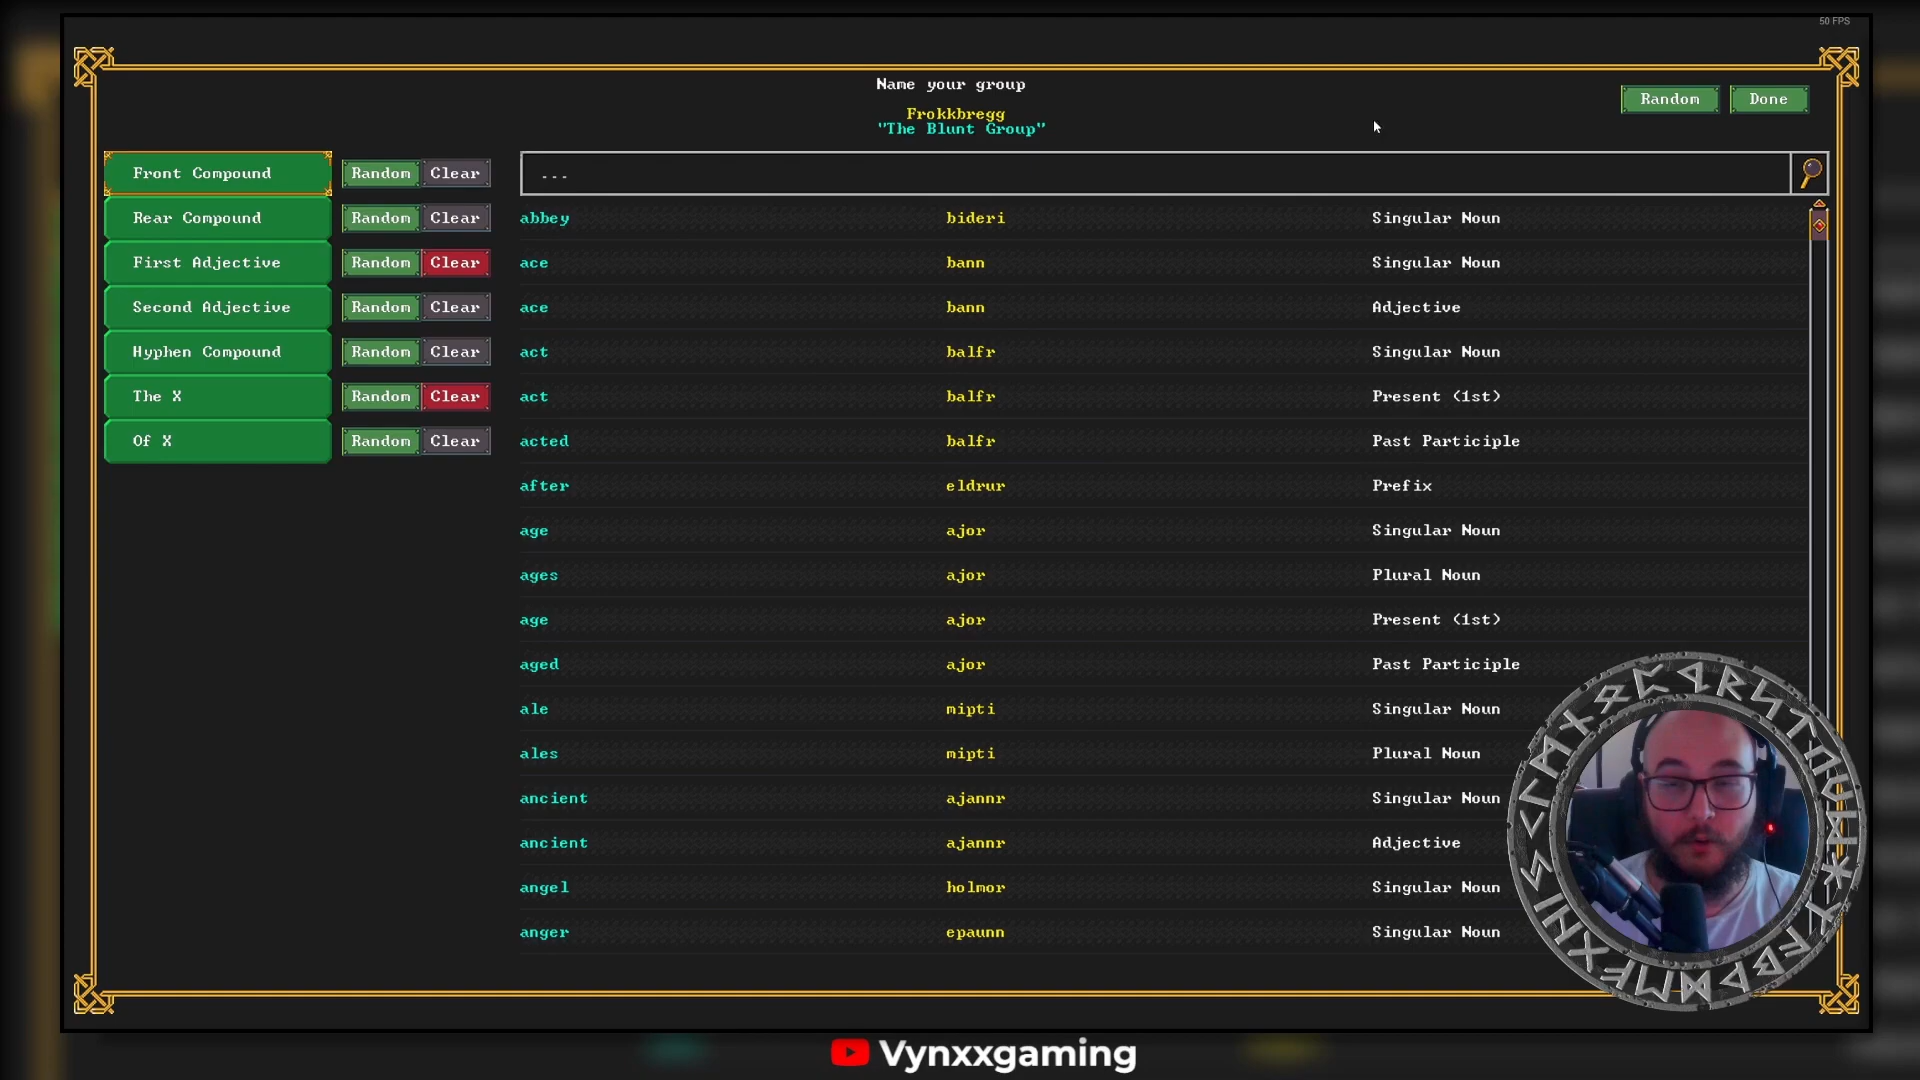 50 FPS
Name your group
Frokkbregg
"The Blunt Group"
Random Done
Front Compound Random Clear
...
Rear Compound Random Clear
First Adjective Random Clear
Second Adjective Random Clear
Hyphen Compound Random Clear
The X Random Clear
Of X Random Clear
abbey bideri Singular Noun
ace bann Singular Noun
ace bann Adjective
act balfr Singular Noun
act balfr Present (1st)
acted balfr Past Participle
after eldrur Prefix
age ajor Singular Noun
ages ajor Plural Noun
age ajor Present (1st)
aged ajor Past Participle
ale mipti Singular Noun
ales mipti Plural Noun
ancient ajannr Singular Noun
ancient ajannr Adjective
angel holmor Singular Noun
anger epaunn Singular Noun
Vynxxgaming